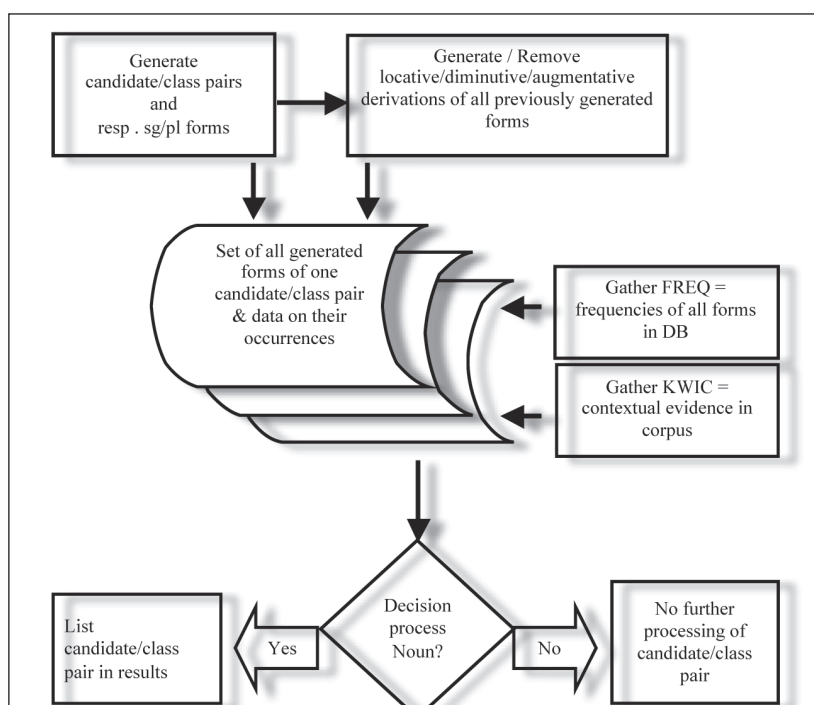 Generate
candidate/class pairs
and
resp . sg/pl forms
Generate / Remove
locative/diminutive/augmentative
derivations of all previously generated
forms
Set of all generated
forms of one
candidate/class pair
& data on their
occurrences
Gather FREQ =
frequencies of all forms
in DB
Gather KWIC =
contextual evidence in
corpus
List
candidate/class
pair in results
Yes
Decision
process
Noun?
No
No further
processing of
candidate/class
pair